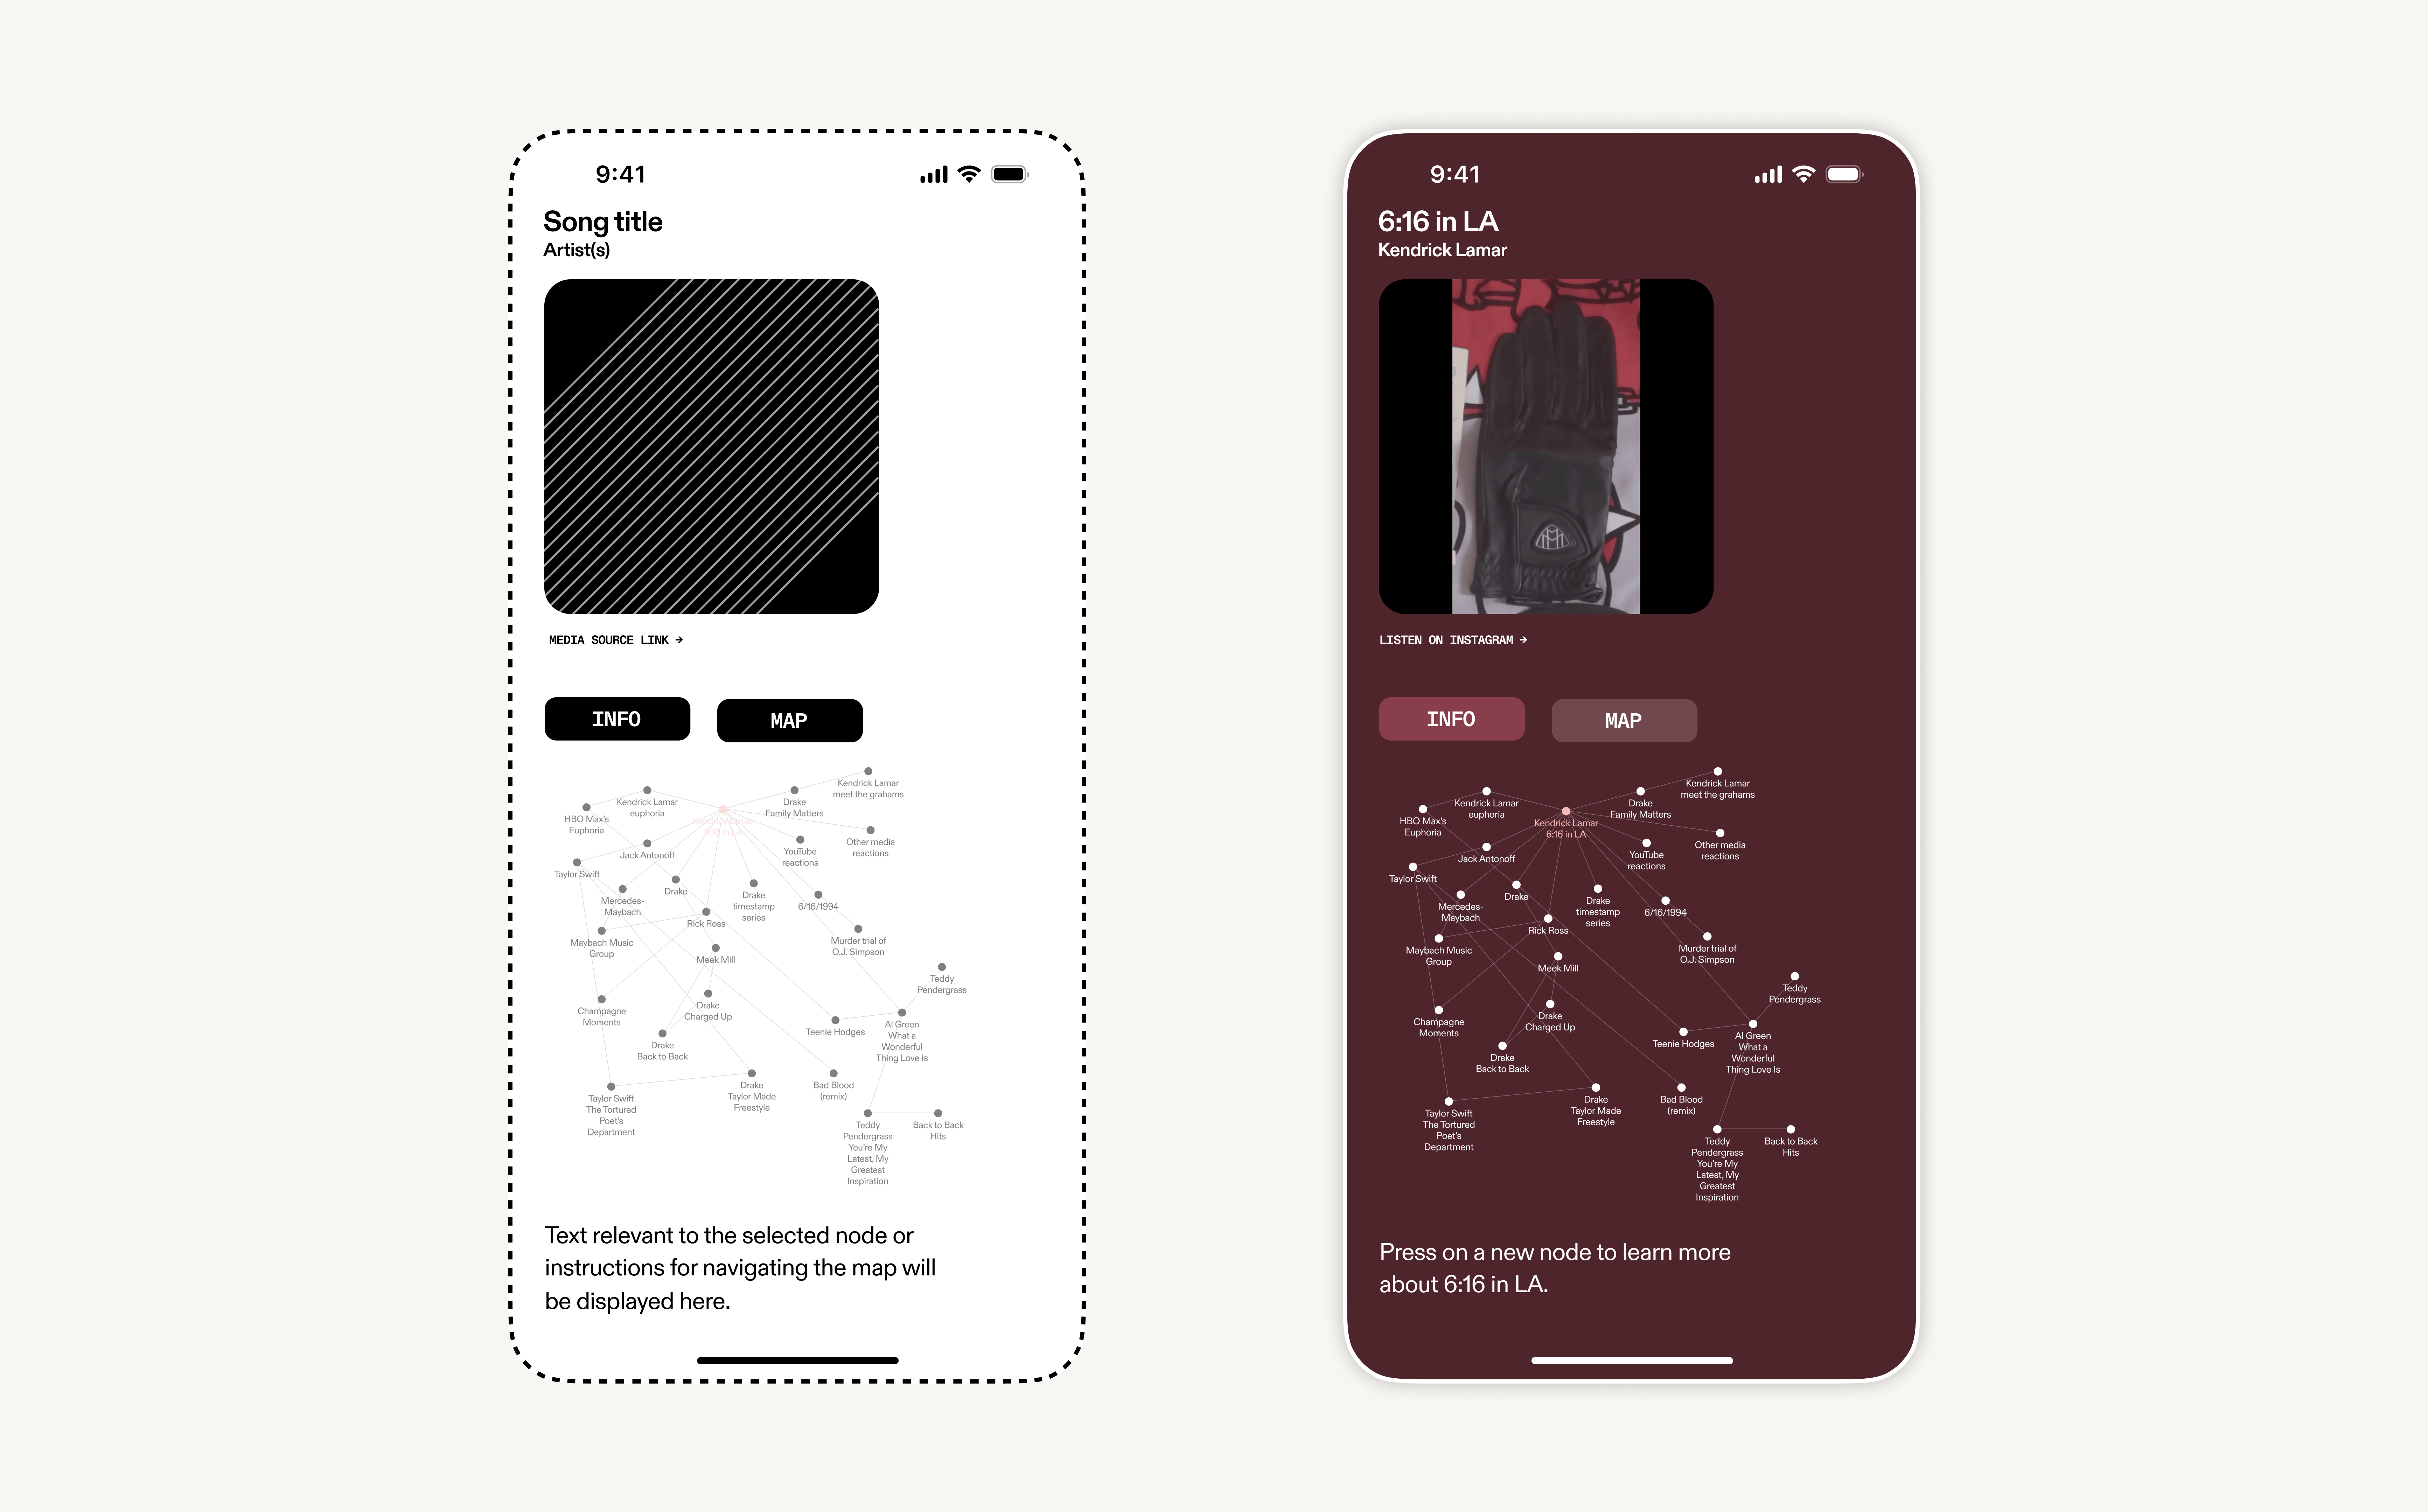 9:41
Song title
Artist(s)
MEDIA SOURCE LINK →
INFO
MAP
Kendrick Lamar
meet the grahams
Kendrick Lamar
euphoria
Drake
Family Matters
HBO Max's
Euphoria
Kendrick Lamar
6:16 in LA
Other media
reactions
YouTube
reactions
Jack Antonoff
Taylor Swift
Drake
Mercedes-
Maybach
Drake
timestamp
series
6/16/1994
Rick Ross
Maybach Music
Group
Murder trial of
O.J. Simpson
Meek Mill
Teddy
Pendergrass
Champagne
Moments
Drake
Charged Up
Teenie Hodges
Al Green
What a
Wonderful
Thing Love Is
Drake
Back to Back
Taylor Swift
The Tortured
Poet's
Department
Drake
Taylor Made
Freestyle
Bad Blood
(remix)
Teddy
Pendergrass
You're My
Latest, My
Greatest
Inspiration
Back to Back
Hits
Text relevant to the selected node or
instructions for navigating the map will
be displayed here.
9:41
6:16 in LA
Kendrick Lamar
LISTEN ON INSTAGRAM →
INFO
MAP
Kendrick Lamar
meet the grahams
Kendrick Lamar
euphoria
Drake
Family Matters
HBO Max's
Euphoria
Kendrick Lamar
6:16 in LA
Other media
reactions
YouTube
reactions
Jack Antonoff
Taylor Swift
Drake
Mercedes-
Maybach
Drake
timestamp
series
6/16/1994
Rick Ross
Maybach Music
Group
Murder trial of
O.J. Simpson
Meek Mill
Teddy
Pendergrass
Champagne
Moments
Drake
Charged Up
Teenie Hodges
Al Green
What a
Wonderful
Thing Love Is
Drake
Back to Back
Taylor Swift
The Tortured
Poet's
Department
Drake
Taylor Made
Freestyle
Bad Blood
(remix)
Teddy
Pendergrass
You're My
Latest, My
Greatest
Inspiration
Back to Back
Hits
Press on a new node to learn more
about 6:16 in LA.